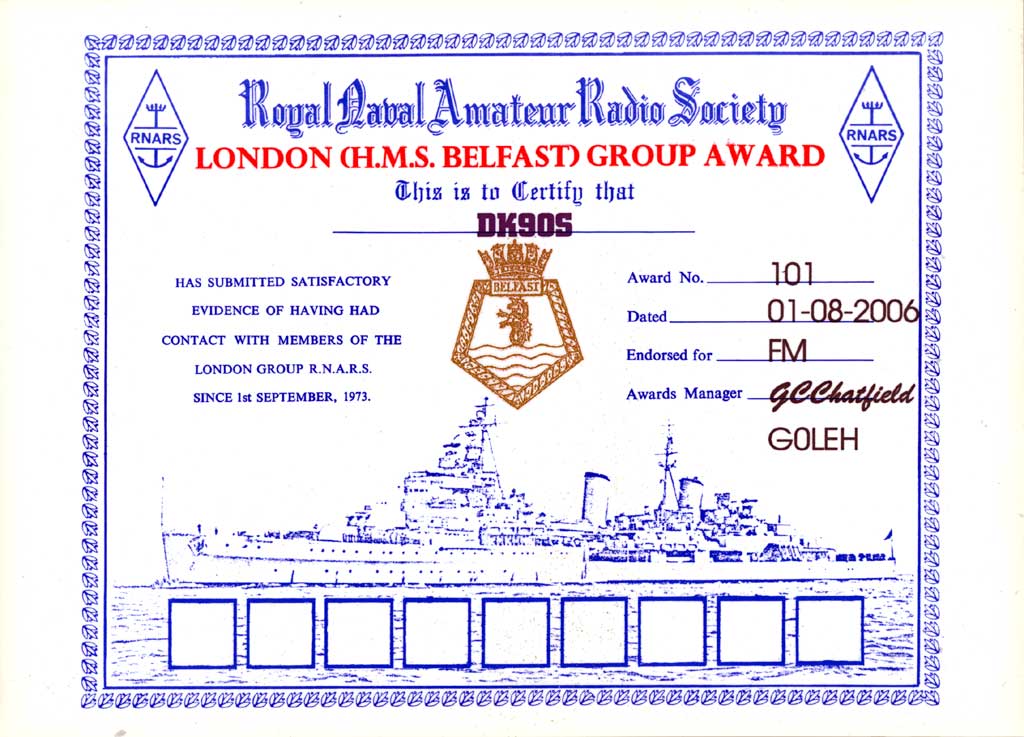 Royal Naval Amateur Radio Society
RNARS
RNARS
LONDON (H.M.S. BELFAST) GROUP AWARD
This is to Certify that
DK9OS
BELFAST
HAS SUBMITTED SATISFACTORY
EVIDENCE OF HAVING HAD
CONTACT WITH MEMBERS OF THE
LONDON GROUP R.N.A.R.S.
SINCE 1st SEPTEMBER, 1973.
Award No. 101
Dated 01-08-2006
Endorsed for FM
Awards Manager GCChatfield
G0LEH